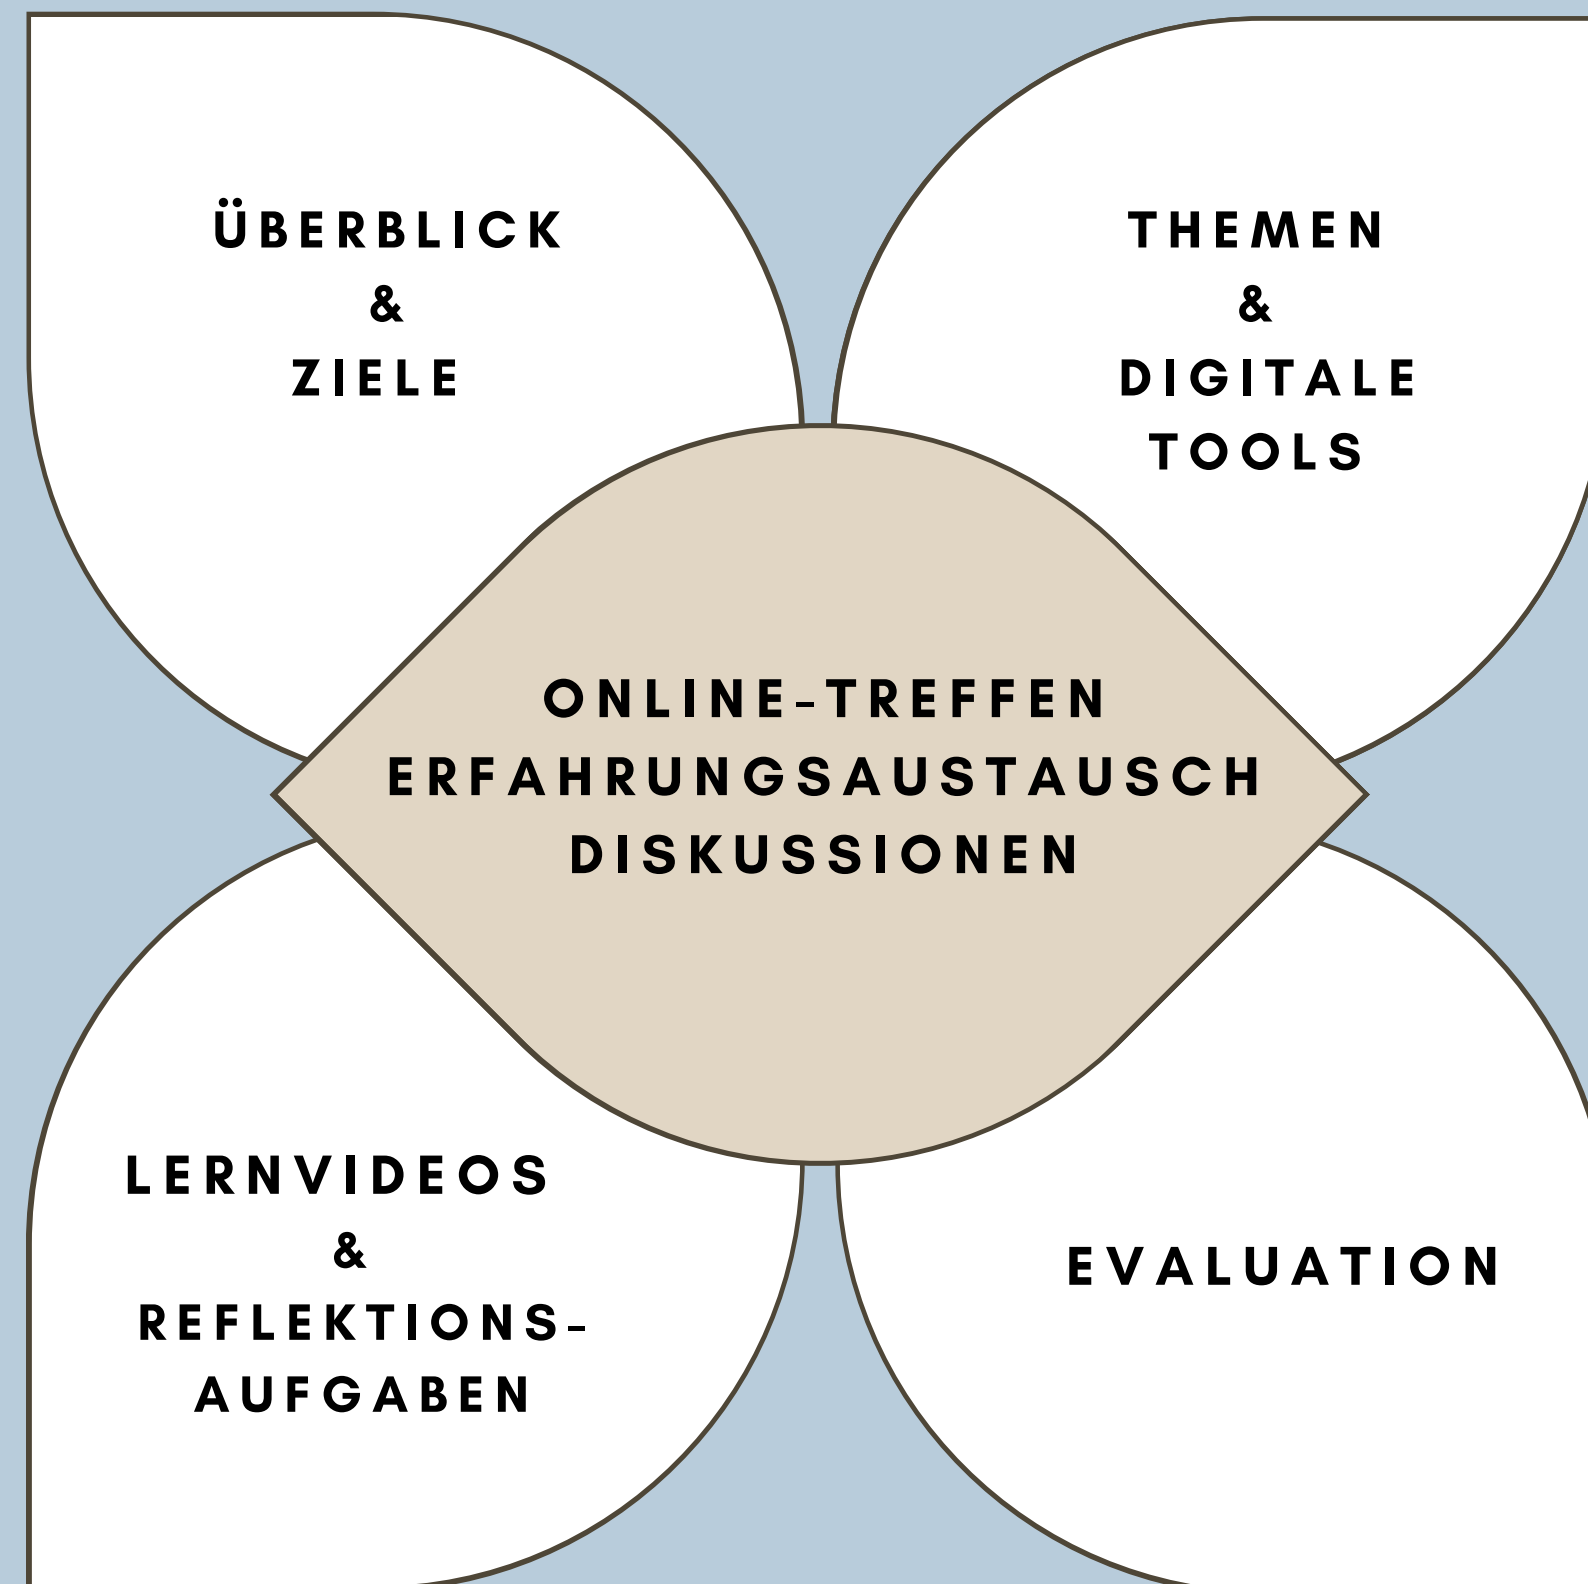 ÜBERBLICK
&
ZIELE
THEMEN
&
DIGITALE
TOOLS
ONLINE-TREFFEN
ERFAHRUNGSAUSTAUSCH
DISKUSSIONEN
LERNVIDEOS
&
REFLEKTIONS-
AUFGABEN
EVALUATION